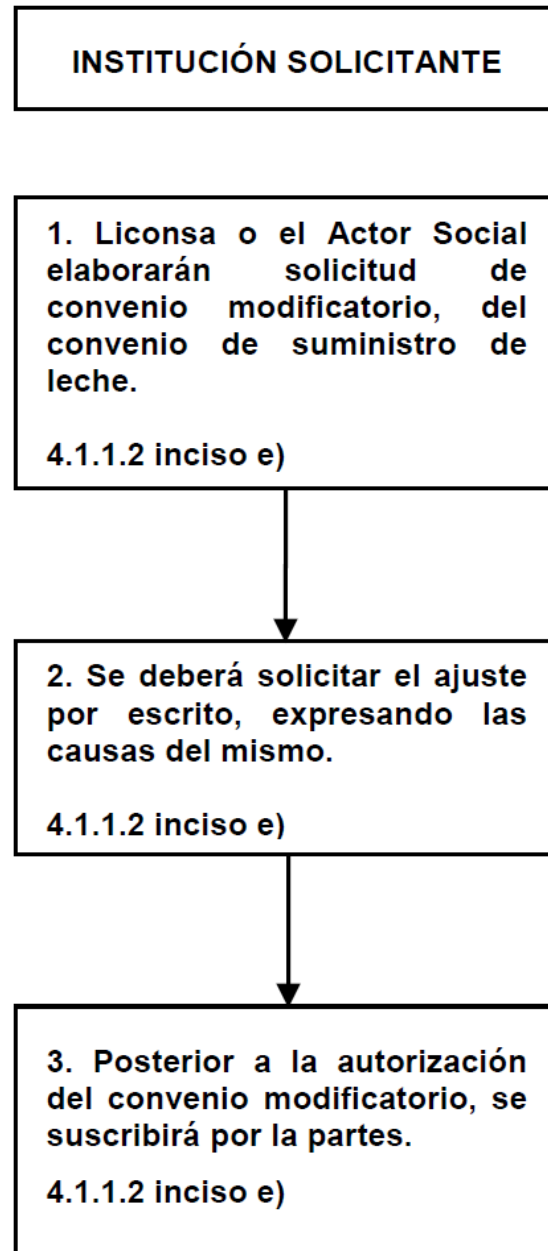 INSTITUCIÓN SOLICITANTE
1. Liconsa o el Actor Social
elaborarán solicitud de
convenio modificatorio, del
convenio de suministro de
leche.
4.1.1.2 inciso e)
2. Se deberá solicitar el ajuste
por escrito, expresando las
causas del mismo.
4.1.1.2 inciso e)
3. Posterior a la autorización
del convenio modificatorio, se
suscribirá por la partes.
4.1.1.2 inciso e)